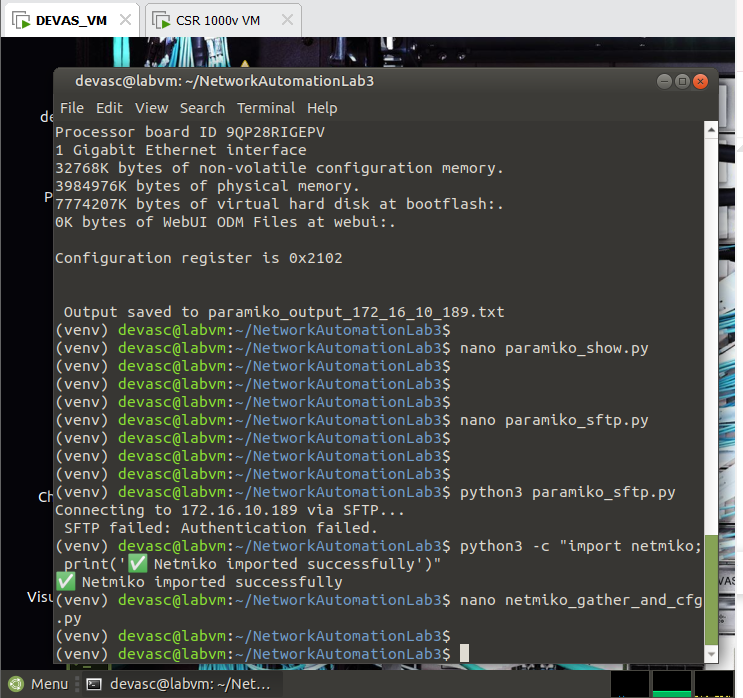 DEVAS_VM
CSR 1000v VM
devasc@labvm: ~/NetworkAutomationLab3
File Edit View Search Terminal Help
Processor board ID 9QP28RIGEPV
1 Gigabit Ethernet interface
32768K bytes of non-volatile configuration memory.
3984976K bytes of physical memory.
7774207K bytes of virtual hard disk at bootflash:.
0K bytes of WebUI ODM Files at webui:.
Configuration register is 0x2102
Output saved to paramiko_output_172_16_10_189.txt
(venv) devasc@labvm:~/NetworkAutomationLab3$
(venv) devasc@labvm:~/NetworkAutomationLab3$ nano paramiko_show.py
(venv) devasc@labvm:~/NetworkAutomationLab3$
(venv) devasc@labvm:~/NetworkAutomationLab3$
(venv) devasc@labvm:~/NetworkAutomationLab3$
(venv) devasc@labvm:~/NetworkAutomationLab3$ nano paramiko_sftp.py
(venv) devasc@labvm:~/NetworkAutomationLab3$
(venv) devasc@labvm:~/NetworkAutomationLab3$
(venv) devasc@labvm:~/NetworkAutomationLab3$
(venv) devasc@labvm:~/NetworkAutomationLab3$ python3 paramiko_sftp.py
Connecting to 172.16.10.189 via SFTP...
SFTP failed: Authentication failed.
(venv) devasc@labvm:~/NetworkAutomationLab3$ python3 -c "import netmiko;
print('✅ Netmiko imported successfully')"
✅ Netmiko imported successfully
(venv) devasc@labvm:~/NetworkAutomationLab3$ nano netmiko_gather_and_cfg
.py
(venv) devasc@labvm:~/NetworkAutomationLab3$
(venv) devasc@labvm:~/NetworkAutomationLab3$
Menu
devasc@labvm: ~/Net...